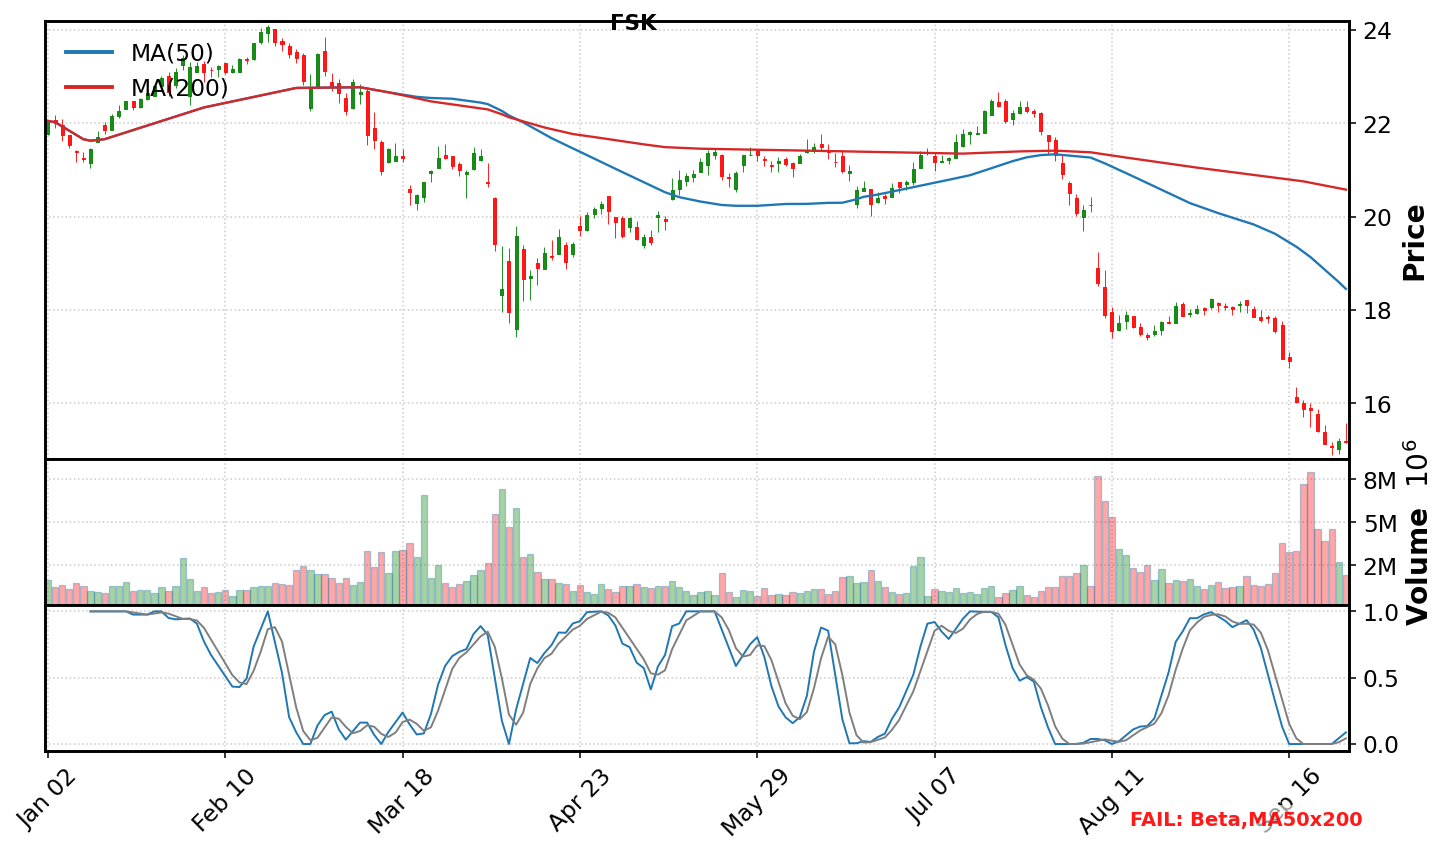 FSK
MA(50)
MA(200)
24
22
20
18
16
Price
8M
5M
2M
Volume 10^6
1.0
0.5
0.0
Jan 02
Feb 10
Mar 18
Apr 23
May 29
Jul 07
Aug 11
Sep 16
FAIL: Beta,MA50x200